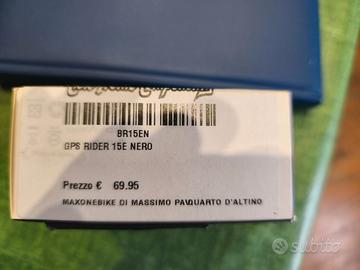 BR15EN
GPS RIDER 15E NERO
Prezzo € 69.95
MAXONEBIKE DI MASSIMO PAVQUARTO D'ALTINO
subito